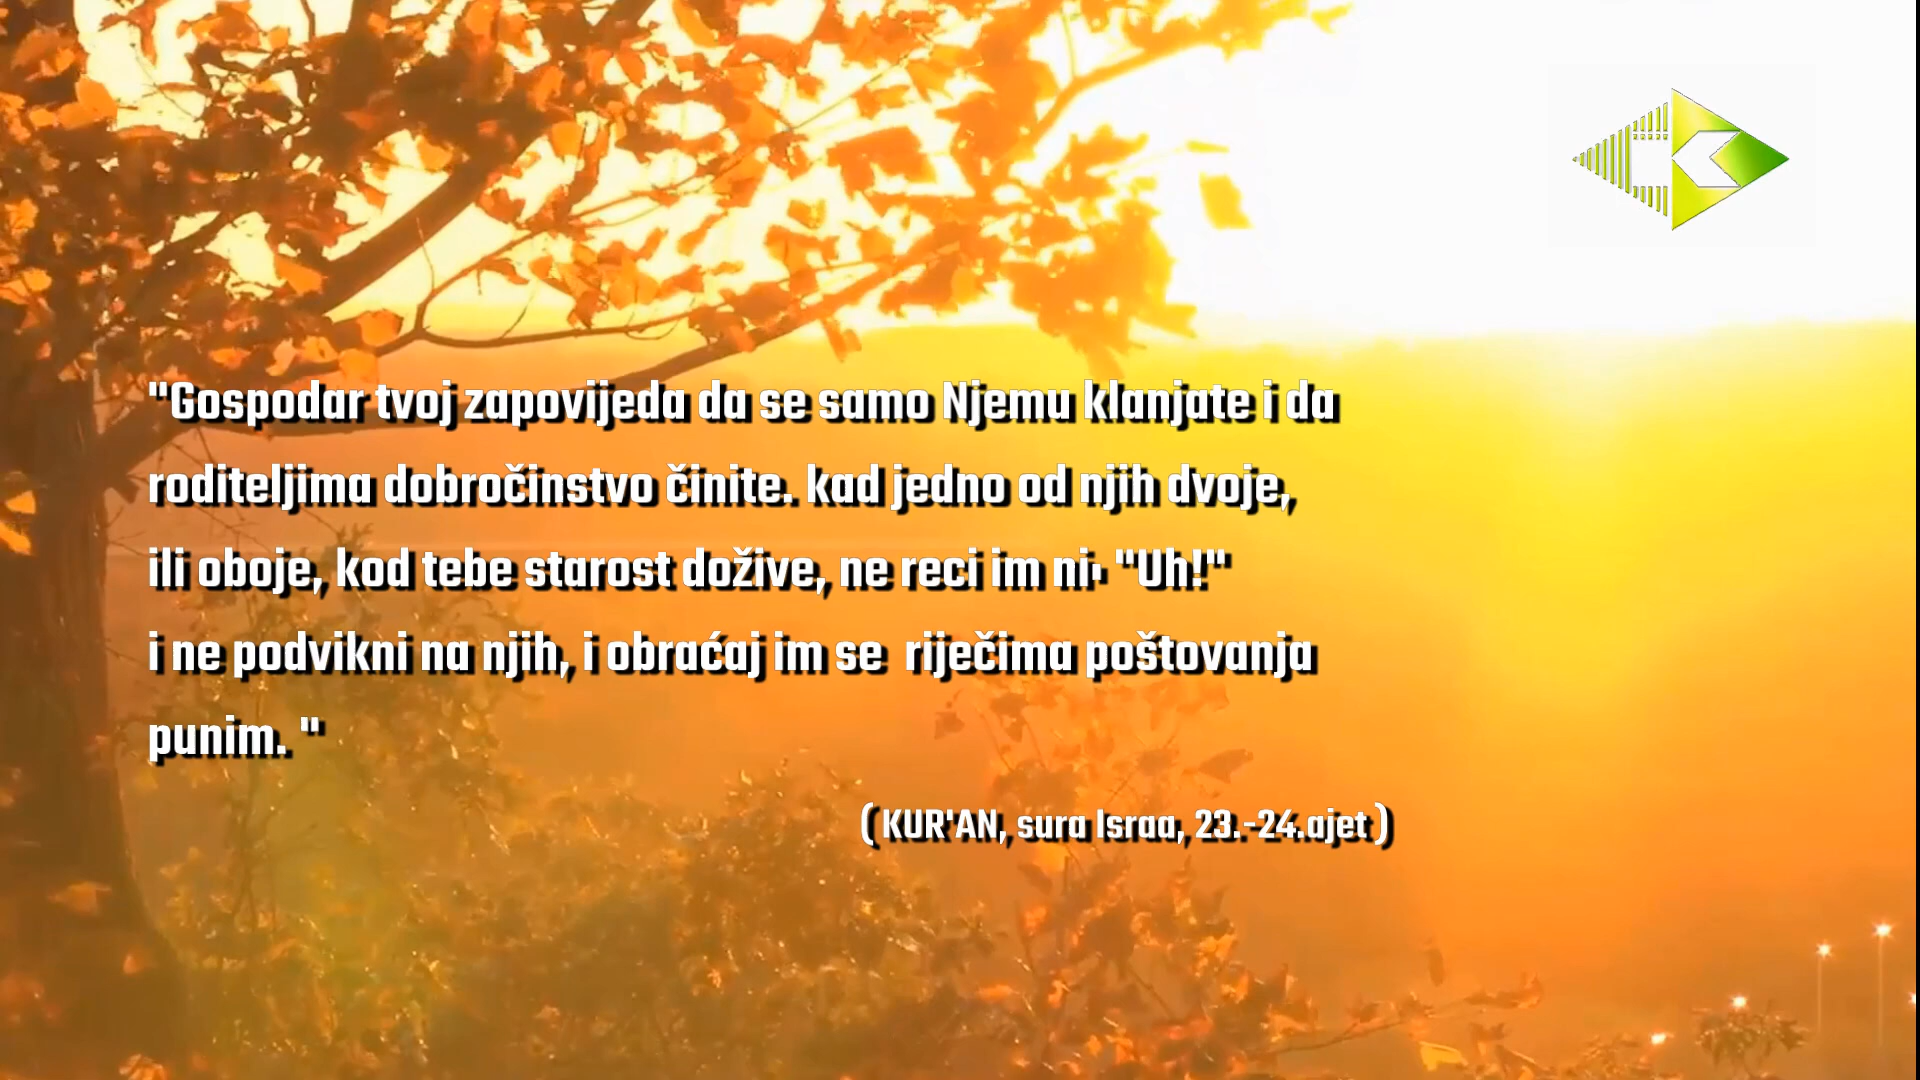 "Gospodar tvoj zapovijeda da se samo Njemu klanjate i da
roditeljima dobročinstvo činite. kad jedno od njih dvoje,
ili oboje, kod tebe starost dožive, ne reci im ni "Uh!"
i ne podvikni na njih, i obraćaj im se riječima poštovanja
punim. "
( KUR'AN, sura Israa, 23.-24.ajet )